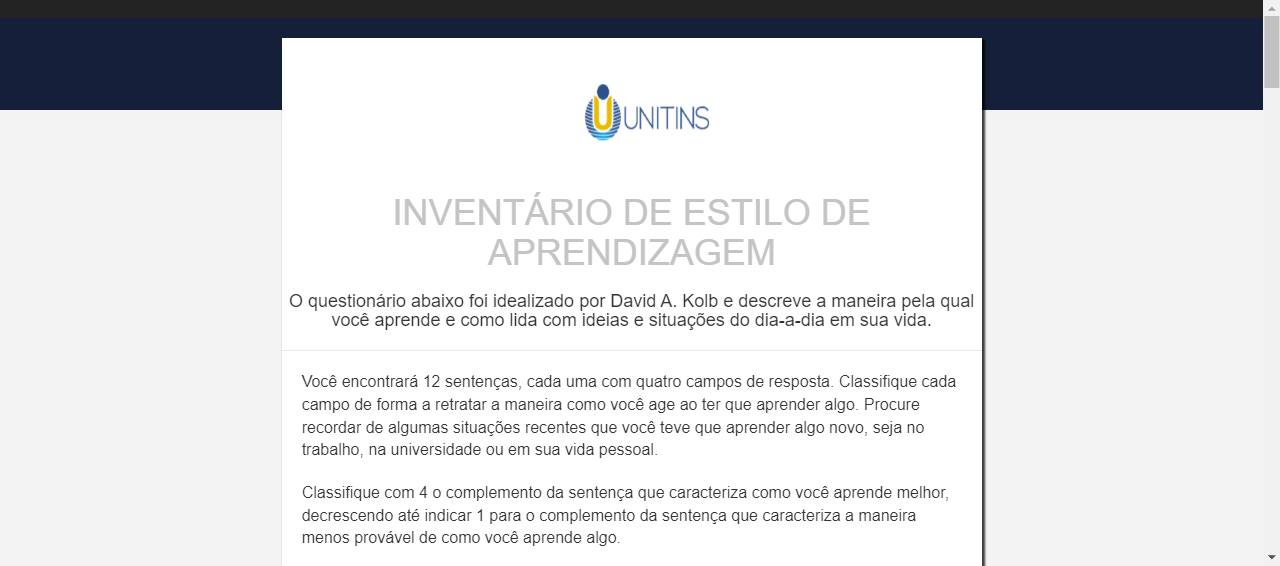 UNITINS
INVENTÁRIO DE ESTILO DE
APRENDIZAGEM
O questionário abaixo foi idealizado por David A. Kolb e descreve a maneira pela qual
você aprende e como lida com ideias e situações do dia-a-dia em sua vida.
Você encontrará 12 sentenças, cada uma com quatro campos de resposta. Classifique cada
campo de forma a retratar a maneira como você age ao ter que aprender algo. Procure
recordar de algumas situações recentes que você teve que aprender algo novo, seja no
trabalho, na universidade ou em sua vida pessoal.
Classifique com 4 o complemento da sentença que caracteriza como você aprende melhor,
decrescendo até indicar 1 para o complemento da sentença que caracteriza a maneira
menos provável de como você aprende algo.